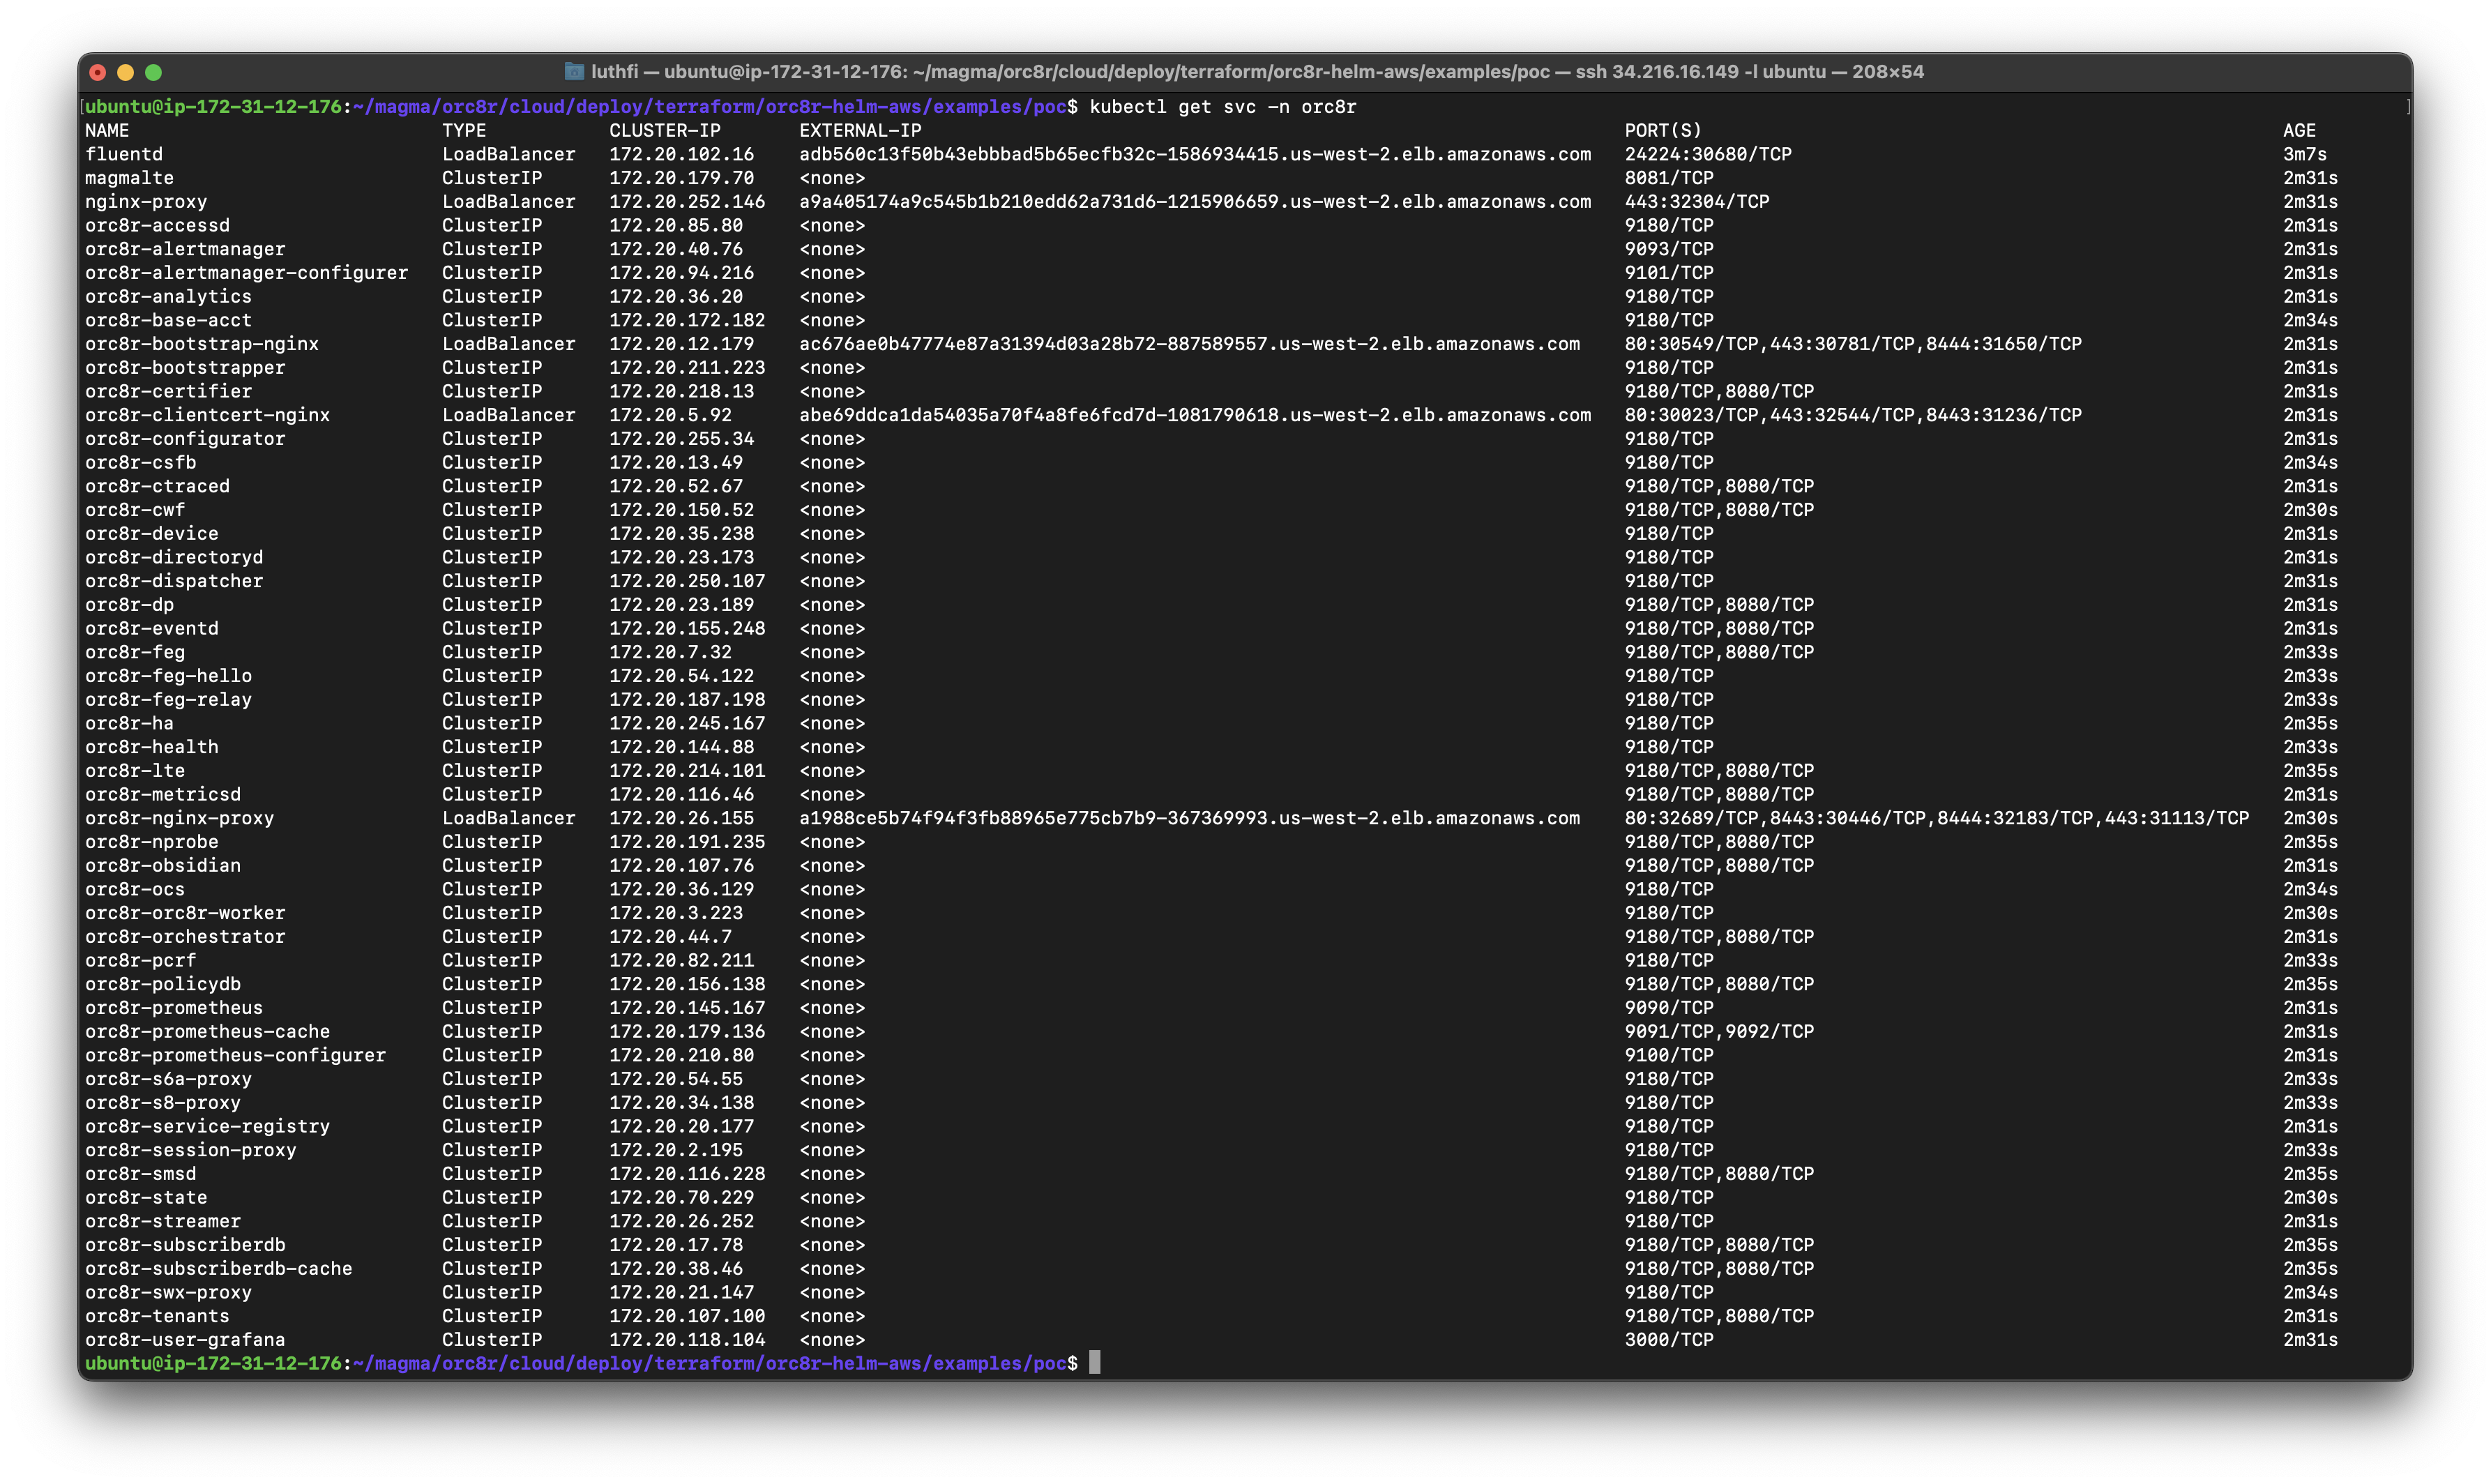 luthfi — ubuntu@ip-172-31-12-176: ~/magma/orc8r/cloud/deploy/terraform/orc8r-helm-aws/examples/poc — ssh 34.216.16.149 -l ubuntu — 208×54
[ubuntu@ip-172-31-12-176:~/magma/orc8r/cloud/deploy/terraform/orc8r-helm-aws/examples/poc$ kubectl get svc -n orc8r ]
NAME TYPE CLUSTER-IP EXTERNAL-IP PORT(S) AGE
fluentd LoadBalancer 172.20.102.16 adb560c13f50b43ebbbad5b65ecfb32c-1586934415.us-west-2.elb.amazonaws.com 24224:30680/TCP 3m7s
magmalte ClusterIP 172.20.179.70 <none> 8081/TCP 2m31s
nginx-proxy LoadBalancer 172.20.252.146 a9a405174a9c545b1b210edd62a731d6-1215906659.us-west-2.elb.amazonaws.com 443:32304/TCP 2m31s
orc8r-accessd ClusterIP 172.20.85.80 <none> 9180/TCP 2m31s
orc8r-alertmanager ClusterIP 172.20.40.76 <none> 9093/TCP 2m31s
orc8r-alertmanager-configurer ClusterIP 172.20.94.216 <none> 9101/TCP 2m31s
orc8r-analytics ClusterIP 172.20.36.20 <none> 9180/TCP 2m31s
orc8r-base-acct ClusterIP 172.20.172.182 <none> 9180/TCP 2m34s
orc8r-bootstrap-nginx LoadBalancer 172.20.12.179 ac676ae0b47774e87a31394d03a28b72-887589557.us-west-2.elb.amazonaws.com 80:30549/TCP,443:30781/TCP,8444:31650/TCP 2m31s
orc8r-bootstrapper ClusterIP 172.20.211.223 <none> 9180/TCP 2m31s
orc8r-certifier ClusterIP 172.20.218.13 <none> 9180/TCP,8080/TCP 2m31s
orc8r-clientcert-nginx LoadBalancer 172.20.5.92 abe69ddca1da54035a70f4a8fe6fcd7d-1081790618.us-west-2.elb.amazonaws.com 80:30023/TCP,443:32544/TCP,8443:31236/TCP 2m31s
orc8r-configurator ClusterIP 172.20.255.34 <none> 9180/TCP 2m31s
orc8r-csfb ClusterIP 172.20.13.49 <none> 9180/TCP 2m34s
orc8r-ctraced ClusterIP 172.20.52.67 <none> 9180/TCP,8080/TCP 2m31s
orc8r-cwf ClusterIP 172.20.150.52 <none> 9180/TCP,8080/TCP 2m30s
orc8r-device ClusterIP 172.20.35.238 <none> 9180/TCP 2m31s
orc8r-directoryd ClusterIP 172.20.23.173 <none> 9180/TCP 2m31s
orc8r-dispatcher ClusterIP 172.20.250.107 <none> 9180/TCP 2m31s
orc8r-dp ClusterIP 172.20.23.189 <none> 9180/TCP,8080/TCP 2m31s
orc8r-eventd ClusterIP 172.20.155.248 <none> 9180/TCP,8080/TCP 2m31s
orc8r-feg ClusterIP 172.20.7.32 <none> 9180/TCP,8080/TCP 2m33s
orc8r-feg-hello ClusterIP 172.20.54.122 <none> 9180/TCP 2m33s
orc8r-feg-relay ClusterIP 172.20.187.198 <none> 9180/TCP 2m33s
orc8r-ha ClusterIP 172.20.245.167 <none> 9180/TCP 2m35s
orc8r-health ClusterIP 172.20.144.88 <none> 9180/TCP 2m33s
orc8r-lte ClusterIP 172.20.214.101 <none> 9180/TCP,8080/TCP 2m35s
orc8r-metricsd ClusterIP 172.20.116.46 <none> 9180/TCP,8080/TCP 2m31s
orc8r-nginx-proxy LoadBalancer 172.20.26.155 a1988ce5b74f94f3fb88965e775cb7b9-367369993.us-west-2.elb.amazonaws.com 80:32689/TCP,8443:30446/TCP,8444:32183/TCP,443:31113/TCP 2m30s
orc8r-nprobe ClusterIP 172.20.191.235 <none> 9180/TCP,8080/TCP 2m35s
orc8r-obsidian ClusterIP 172.20.107.76 <none> 9180/TCP,8080/TCP 2m31s
orc8r-ocs ClusterIP 172.20.36.129 <none> 9180/TCP 2m34s
orc8r-orc8r-worker ClusterIP 172.20.3.223 <none> 9180/TCP 2m30s
orc8r-orchestrator ClusterIP 172.20.44.7 <none> 9180/TCP,8080/TCP 2m31s
orc8r-pcrf ClusterIP 172.20.82.211 <none> 9180/TCP 2m33s
orc8r-policydb ClusterIP 172.20.156.138 <none> 9180/TCP,8080/TCP 2m35s
orc8r-prometheus ClusterIP 172.20.145.167 <none> 9090/TCP 2m31s
orc8r-prometheus-cache ClusterIP 172.20.179.136 <none> 9091/TCP,9092/TCP 2m31s
orc8r-prometheus-configurer ClusterIP 172.20.210.80 <none> 9100/TCP 2m31s
orc8r-s6a-proxy ClusterIP 172.20.54.55 <none> 9180/TCP 2m33s
orc8r-s8-proxy ClusterIP 172.20.34.138 <none> 9180/TCP 2m33s
orc8r-service-registry ClusterIP 172.20.20.177 <none> 9180/TCP 2m31s
orc8r-session-proxy ClusterIP 172.20.2.195 <none> 9180/TCP 2m33s
orc8r-smsd ClusterIP 172.20.116.228 <none> 9180/TCP,8080/TCP 2m35s
orc8r-state ClusterIP 172.20.70.229 <none> 9180/TCP 2m30s
orc8r-streamer ClusterIP 172.20.26.252 <none> 9180/TCP 2m31s
orc8r-subscriberdb ClusterIP 172.20.17.78 <none> 9180/TCP,8080/TCP 2m35s
orc8r-subscriberdb-cache ClusterIP 172.20.38.46 <none> 9180/TCP,8080/TCP 2m35s
orc8r-swx-proxy ClusterIP 172.20.21.147 <none> 9180/TCP 2m34s
orc8r-tenants ClusterIP 172.20.107.100 <none> 9180/TCP,8080/TCP 2m31s
orc8r-user-grafana ClusterIP 172.20.118.104 <none> 3000/TCP 2m31s
ubuntu@ip-172-31-12-176:~/magma/orc8r/cloud/deploy/terraform/orc8r-helm-aws/examples/poc$